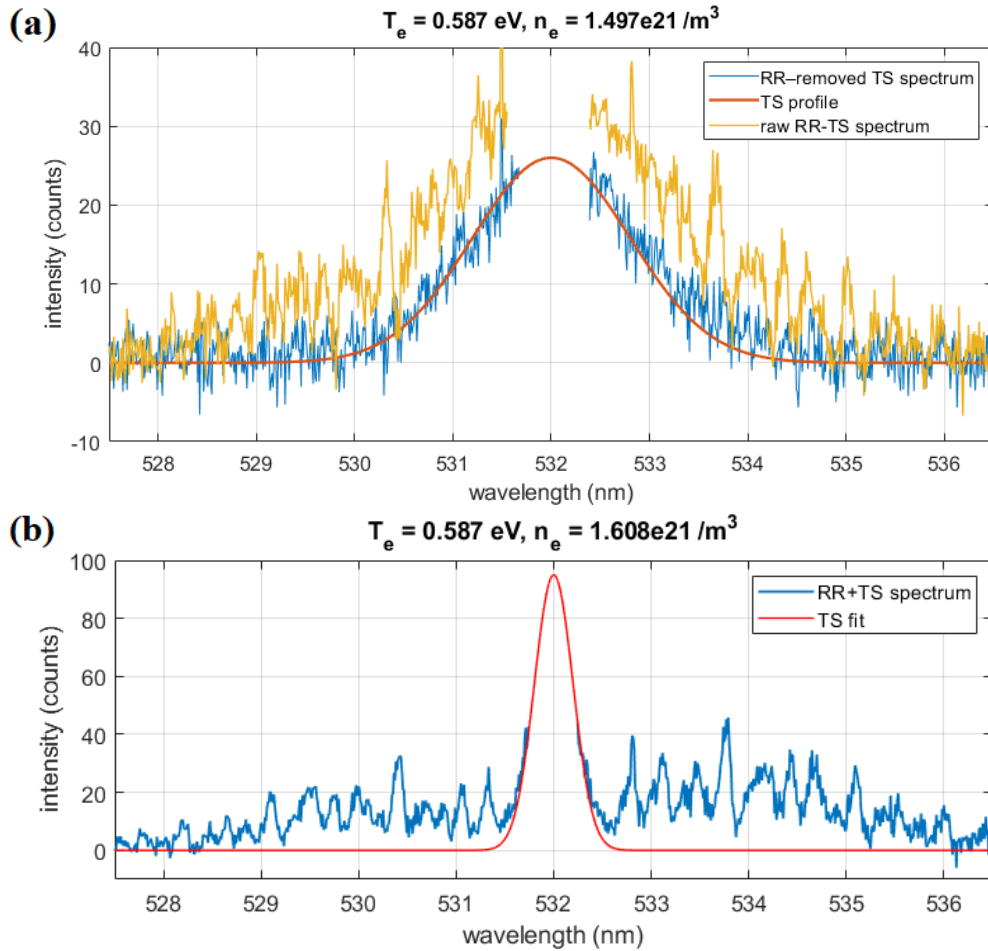 (a)
T_e = 0.587 eV, n_e = 1.497e21 /m³
40
30
20
10
0
-10
intensity (counts)
RR–removed TS spectrum
TS profile
raw RR-TS spectrum
528 529 530 531 532 533 534 535 536
wavelength (nm)
(b)
T_e = 0.587 eV, n_e = 1.608e21 /m³
100
80
60
40
20
0
intensity (counts)
RR+TS spectrum
TS fit
528 529 530 531 532 533 534 535 536
wavelength (nm)